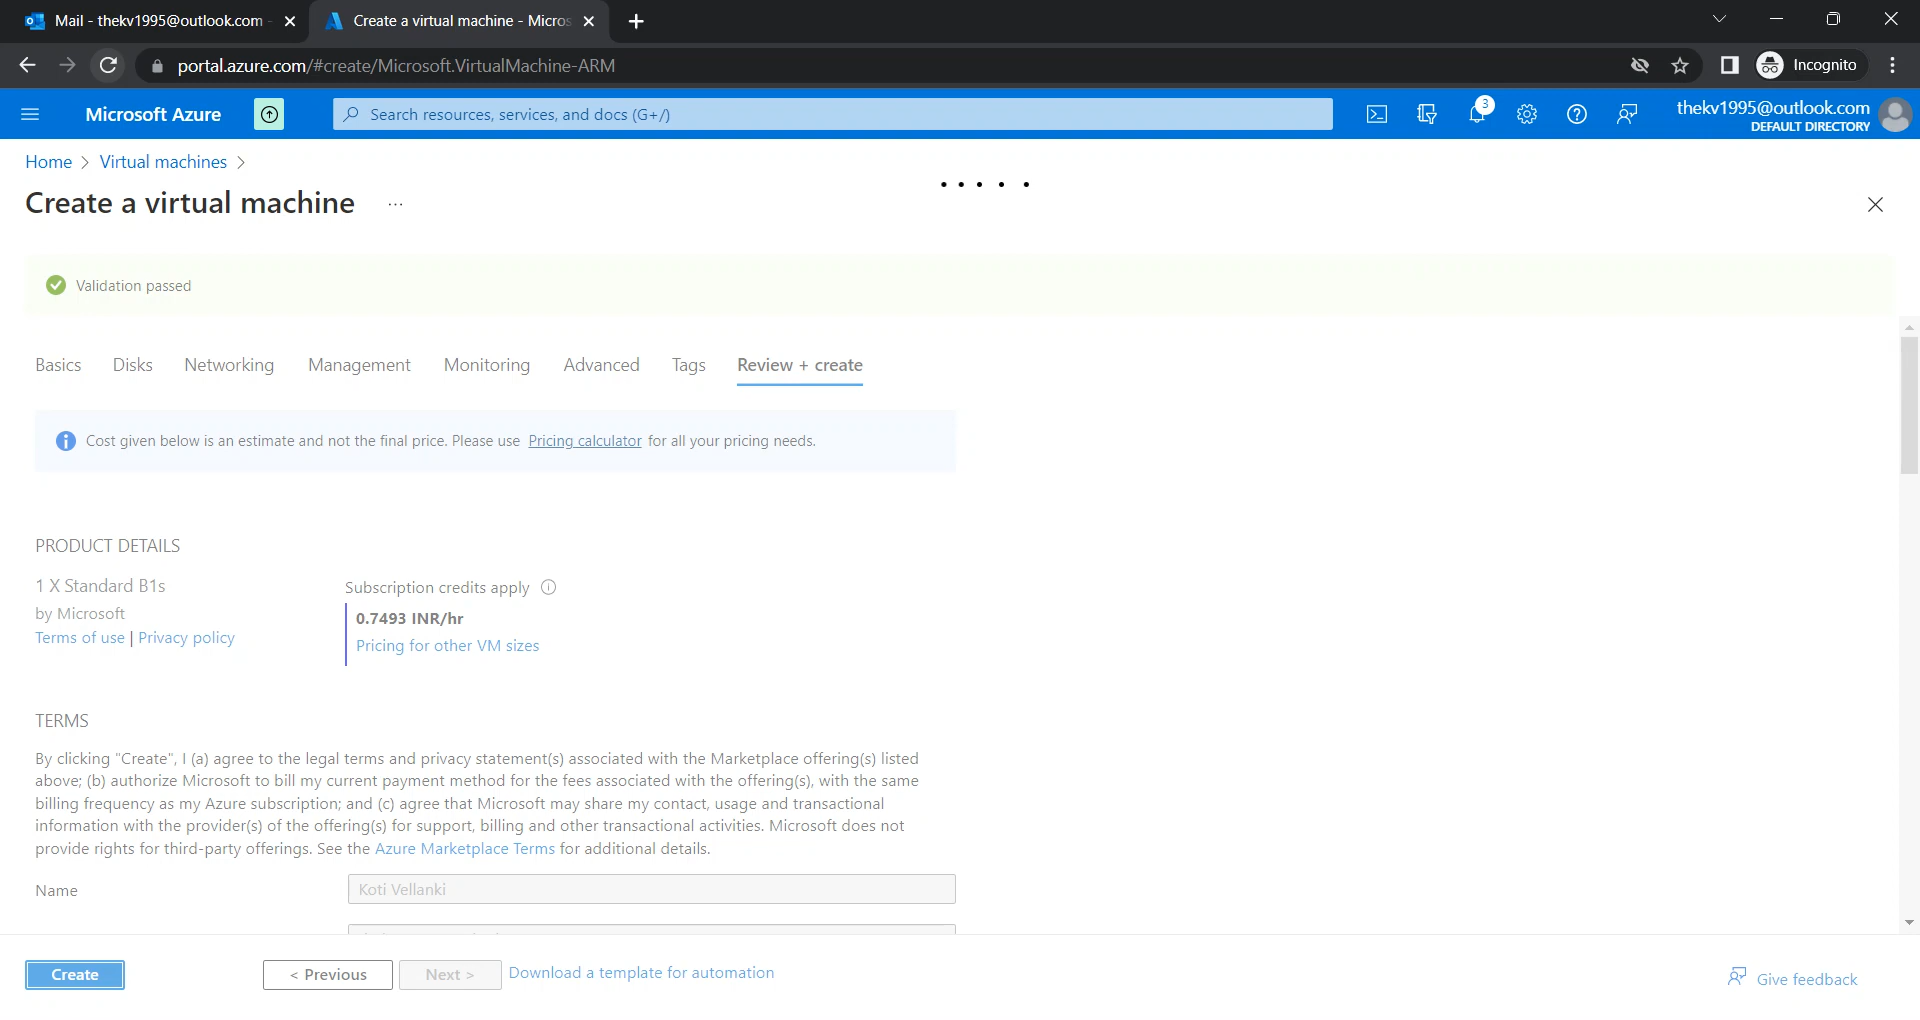 Mail - thekv1995@outlook.com -
Create a virtual machine - Micros
portal.azure.com/#create/Microsoft.VirtualMachine-ARM
Incognito
Microsoft Azure
Search resources, services, and docs (G+/)
3
thekv1995@outlook.com
DEFAULT DIRECTORY
Home > Virtual machines >
Create a virtual machine ...
Validation passed
Basics Disks Networking Management Monitoring Advanced Tags Review + create
Cost given below is an estimate and not the final price. Please use Pricing calculator for all your pricing needs.
PRODUCT DETAILS
1 X Standard B1s
by Microsoft
Terms of use | Privacy policy
Subscription credits apply
0.7493 INR/hr
Pricing for other VM sizes
TERMS
By clicking "Create", I (a) agree to the legal terms and privacy statement(s) associated with the Marketplace offering(s) listed
above; (b) authorize Microsoft to bill my current payment method for the fees associated with the offering(s), with the same
billing frequency as my Azure subscription; and (c) agree that Microsoft may share my contact, usage and transactional
information with the provider(s) of the offering(s) for support, billing and other transactional activities. Microsoft does not
provide rights for third-party offerings. See the Azure Marketplace Terms for additional details.
Name
Koti Vellanki
Create
< Previous
Next >
Download a template for automation
Give feedback